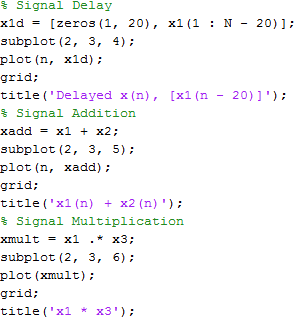 % Signal Delay
x1d = [zeros(1, 20), x1(1 : N - 20)];
subplot(2, 3, 4);
plot(n, x1d);
grid;
title('Delayed x(n), [x1(n - 20)]');
% Signal Addition
xadd = x1 + x2;
subplot(2, 3, 5);
plot(n, xadd);
grid;
title('x1(n) + x2(n)');
% Signal Multiplication
xmult = x1 .* x3;
subplot(2, 3, 6);
plot(xmult);
grid;
title('x1 * x3');